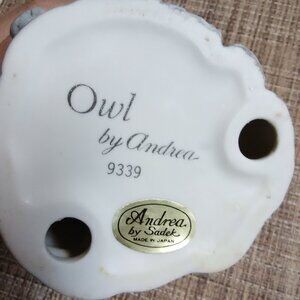 Owl
by Andrea
9339
Andrea
by Sadek
MADE IN JAPAN